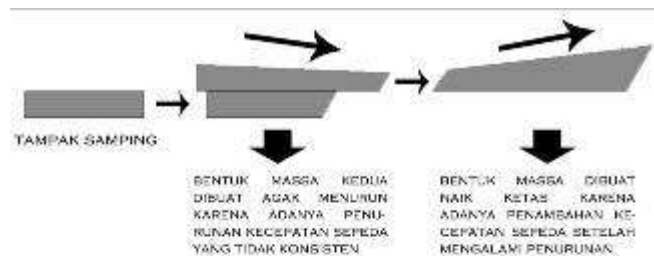 TAMPAK SAMPING
BENTUK MASSA KEDUA
DIBUAT AGAK MENURUN
KARENA ADANYA PENU-
RUNAN KECEPATAN SEPEDA
YANG TIDAK KONSISTEN
BENTUK MASSA DIBUAT
NAIK KETAS KARENA
ADANYA PENAMBAHAN KE-
CEPATAN SEPEDA SETELAH
MENGALAMI PENURUNAN.